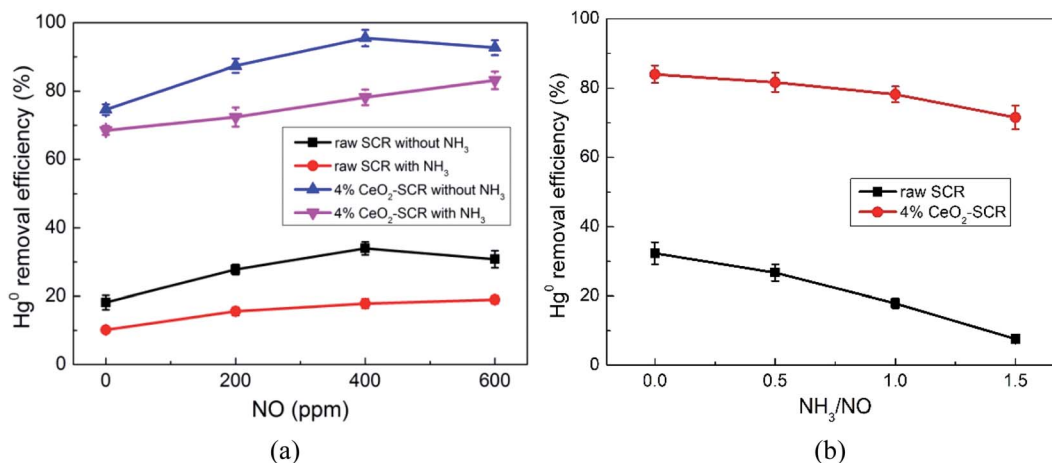 Hg⁰ removal efficiency (%)
100
80
60
40
20
0
raw SCR without NH₃
raw SCR with NH₃
4% CeO₂-SCR without NH₃
4% CeO₂-SCR with NH₃
0 200 400 600
NO (ppm)
(a)
Hg⁰ removal efficiency (%)
100
80
60
40
20
0
raw SCR
4% CeO₂-SCR
0.0 0.5 1.0 1.5
NH₃/NO
(b)